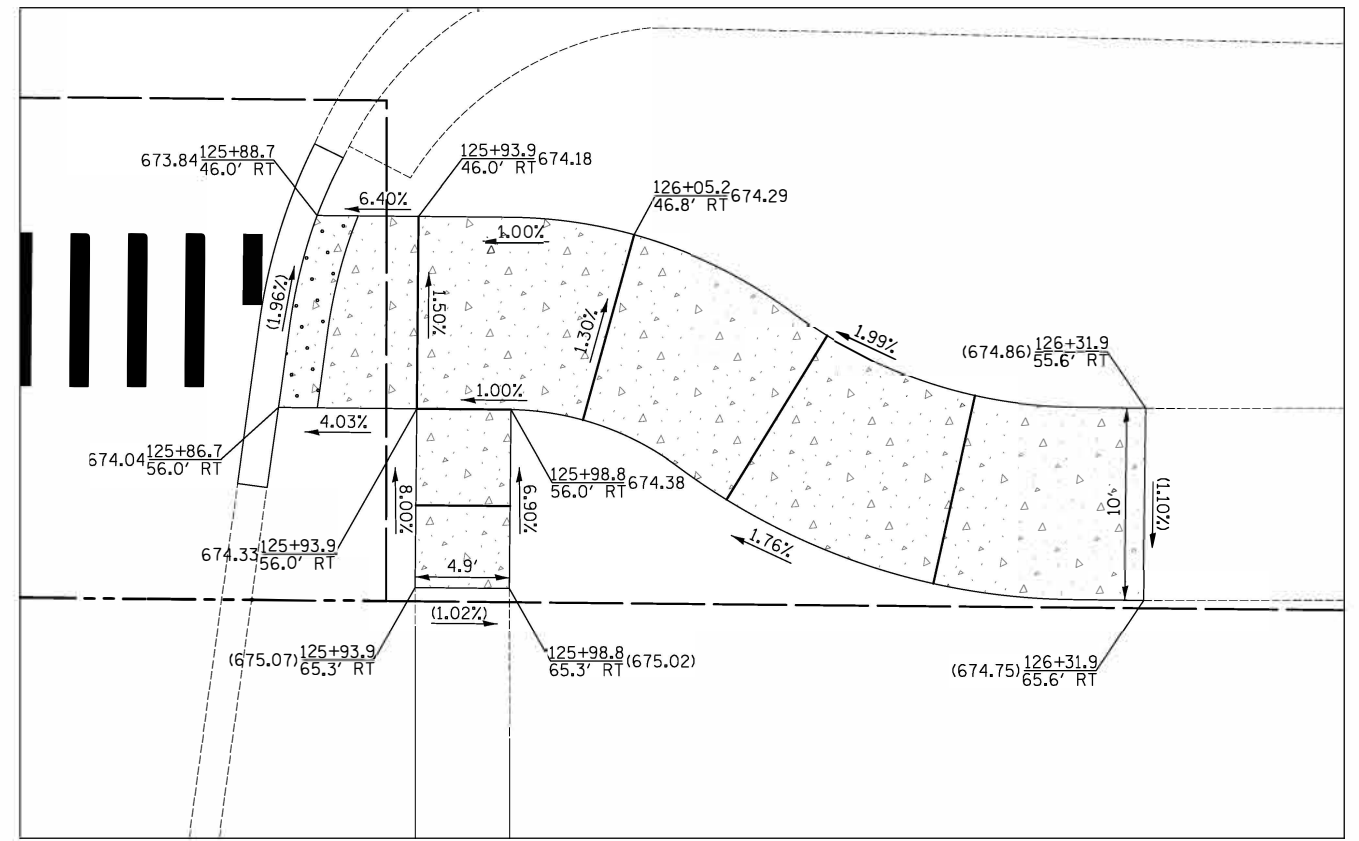 673.84 125+88.7
46.0' RT
125+93.9 674.18
46.0' RT
126+05.2 674.29
46.8' RT
6.40%
1.00%
(1.96%)
1.50%
1.30%
1.99%
(674.86) 126+31.9
55.6' RT
1.00%
4.03%
674.04 125+86.7
56.0' RT
125+98.8 674.38
56.0' RT
8.00%
6.90%
10'
(1.10%)
674.33 125+93.9
56.0' RT
1.76%
4.9'
(1.02%)
(675.07) 125+93.9
65.3' RT
125+98.8 (675.02)
65.3' RT
(674.75) 126+31.9
65.6' RT